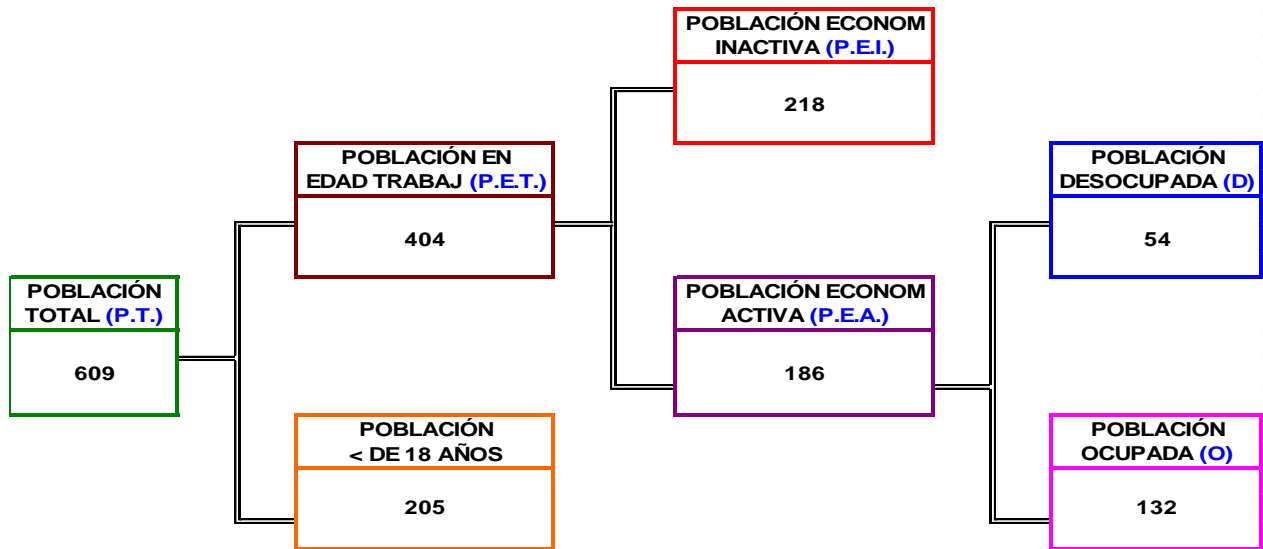 POBLACIÓN ECONOM
INACTIVA (P.E.I.)
218
POBLACIÓN EN
EDAD TRABAJ (P.E.T.)
404
POBLACIÓN
DESOCUPADA (D)
54
POBLACIÓN
TOTAL (P.T.)
609
POBLACIÓN ECONOM
ACTIVA (P.E.A.)
186
POBLACIÓN
< DE 18 AÑOS
205
POBLACIÓN
OCUPADA (O)
132